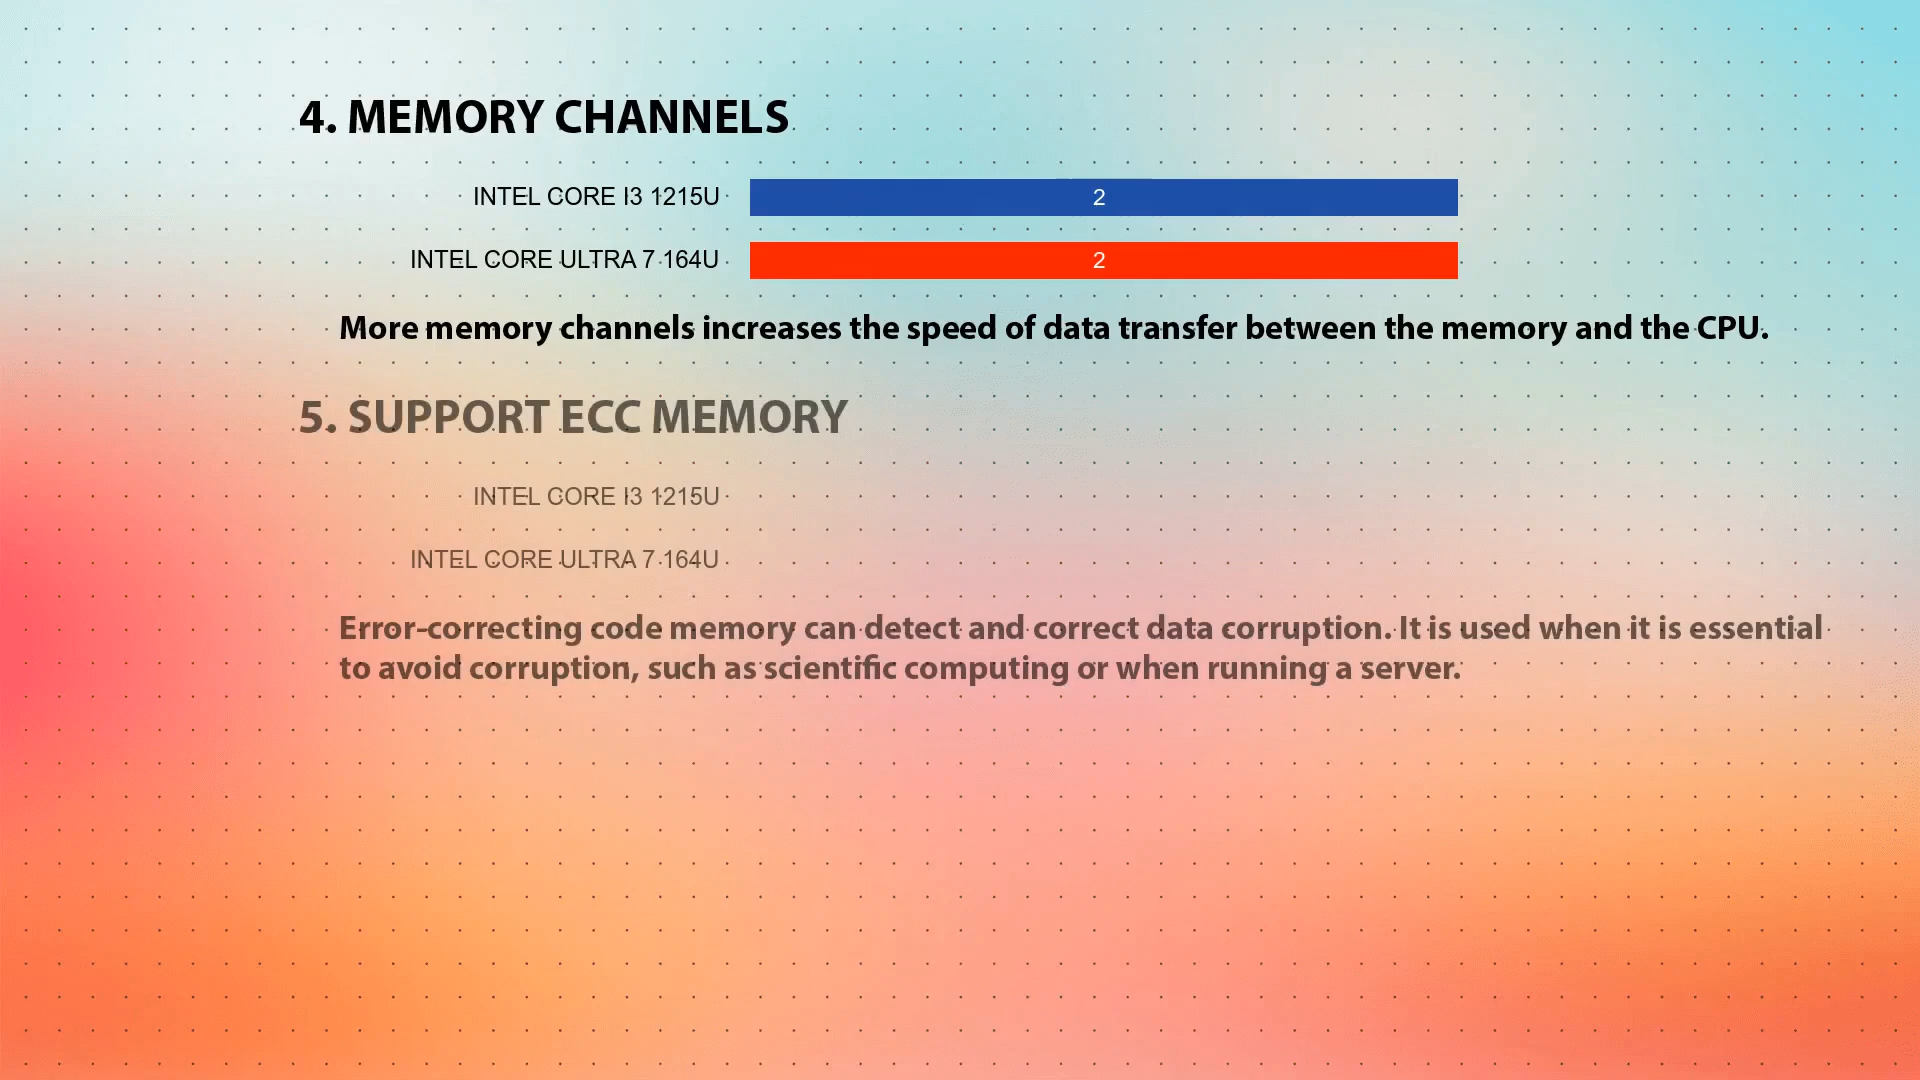 4. MEMORY CHANNELS
INTEL CORE I3 1215U
2
INTEL CORE ULTRA 7 164U
2
More memory channels increases the speed of data transfer between the memory and the CPU.
5. SUPPORT ECC MEMORY
INTEL CORE I3 1215U
INTEL CORE ULTRA 7 164U
Error-correcting code memory can detect and correct data corruption. It is used when it is essential
to avoid corruption, such as scientific computing or when running a server.